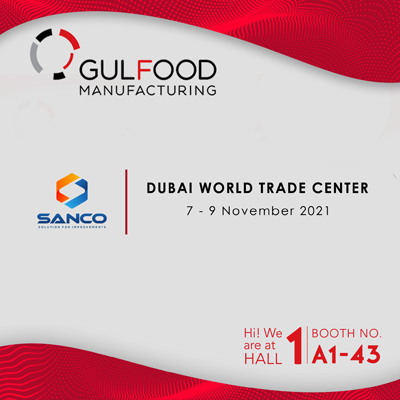 GULFOOD
MANUFACTURING
DUBAI WORLD TRADE CENTER
7 - 9 November 2021
SANCO
SOLUTION FOR IMPROVEMENTS
Hi! We
are at
HALL 1
BOOTH NO.
A1-43